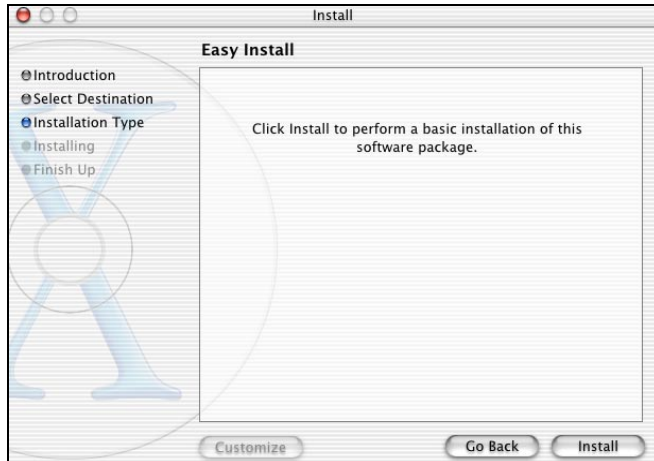 Install
Easy Install
Introduction
Select Destination
Installation Type
Installing
Finish Up
Click Install to perform a basic installation of this
software package.
Customize
Go Back
Install